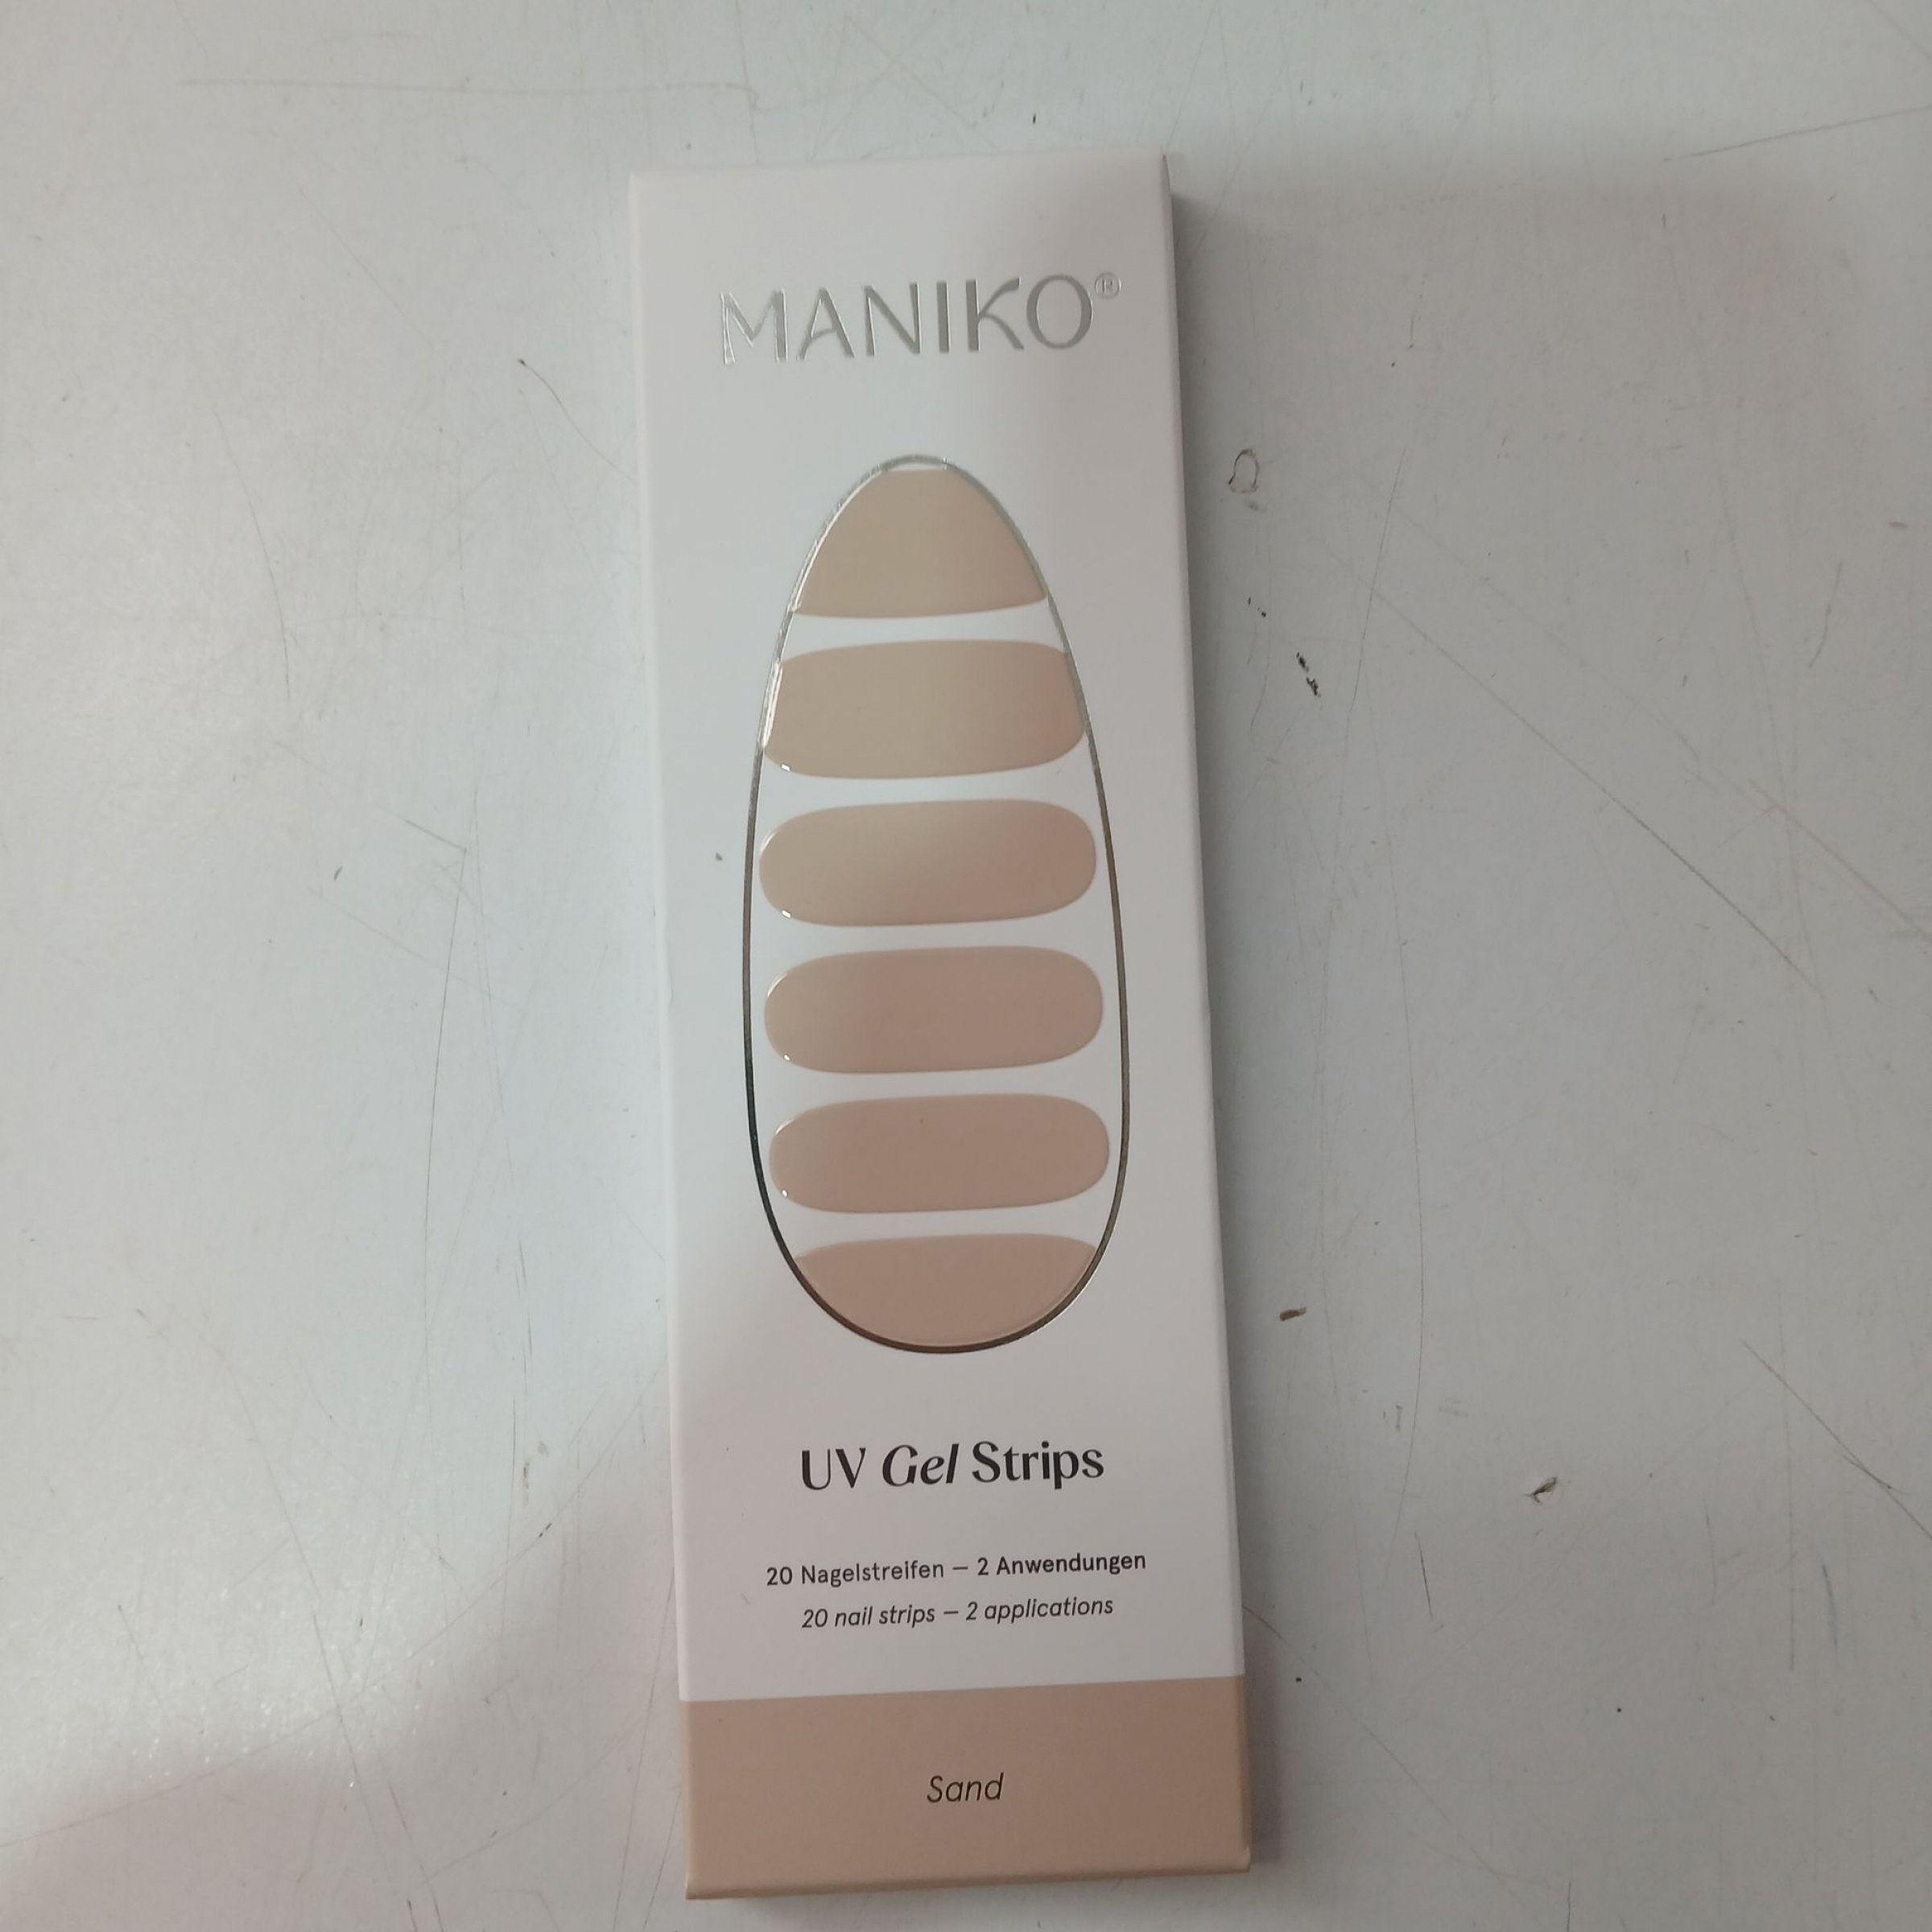 MANIKO®
UV Gel Strips
20 Nagelstreifen – 2 Anwendungen
20 nail strips – 2 applications
Sand